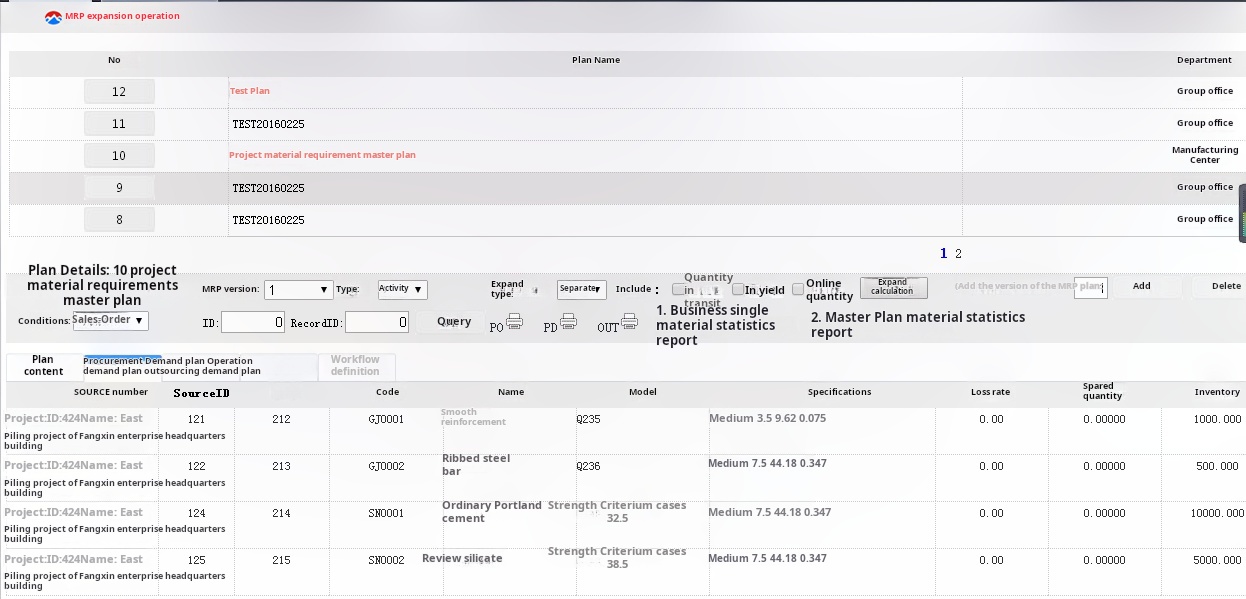 MRP expansion operation
No Plan Name Department
12 Test Plan Group office
11 TEST20160225 Group office
10 Project material requirement master plan Manufacturing Center
9 TEST20160225 Group office
8 TEST20160225 Group office
1 2
Plan Details: 10 project
material requirements
master plan
MRP version: 1 Type: Activity Expand type: Separate Include : Quantity in transit In yield Online quantity Expand calculation (Add the version of the MRP plan) Add Delete
Conditions: Sales Order ID: 0 RecordID: 0 Query PO PD OUT
1. Business single
material statistics
report
2. Master Plan material statistics
report
Plan content
Procurement Demand plan Operation
demand plan outsourcing demand plan
Workflow definition
SOURCE number SourceID Code Name Model Specifications Loss rate Spared quantity Inventory
Project:ID:424Name: East 121 212 GJ0001 Smooth reinforcement Q235 Medium 3.5 9.62 0.075 0.00 0.00000 1000.000
Piling project of Fangxin enterprise headquarters
building
Project:ID:424Name: East 122 213 GJ0002 Ribbed steel bar Q236 Medium 7.5 44.18 0.347 0.00 0.00000 500.000
Piling project of Fangxin enterprise headquarters
building
Project:ID:424Name: East 124 214 SN0001 Ordinary Portland cement Strength Criterium cases 32.5 Medium 7.5 44.18 0.347 0.00 0.00000 10000.000
Piling project of Fangxin enterprise headquarters
building
Project:ID:424Name: East 125 215 SN0002 Review silicate Strength Criterium cases 38.5 Medium 7.5 44.18 0.347 0.00 0.00000 5000.000
Piling project of Fangxin enterprise headquarters
building